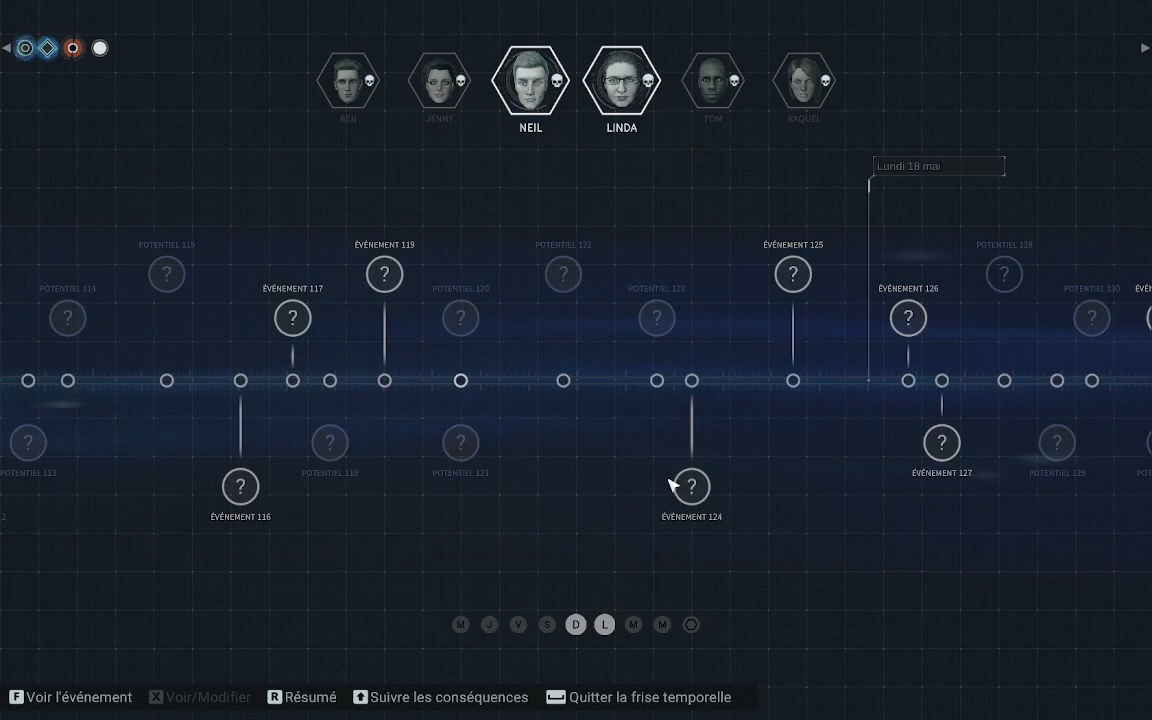 BEN
JENNY
NEIL
LINDA
TOM
RAQUEL
Lundi 18 mai
POTENTIEL 115
ÉVÉNEMENT 119
POTENTIEL 122
ÉVÉNEMENT 125
POTENTIEL 128
POTENTIEL 114
ÉVÉNEMENT 117
POTENTIEL 120
POTENTIEL 123
ÉVÉNEMENT 126
POTENTIEL 130
? ? ? ? ?
? ? ? ? ? ?
? ? ? ? ?
POTENTIEL 113
POTENTIEL 118
POTENTIEL 121
ÉVÉNEMENT 127
POTENTIEL 129
? ?
2
ÉVÉNEMENT 116
ÉVÉNEMENT 124
M J V S D L M M
F Voir l'événement X Voir/Modifier R Résumé Suivre les conséquences Quitter la frise temporelle